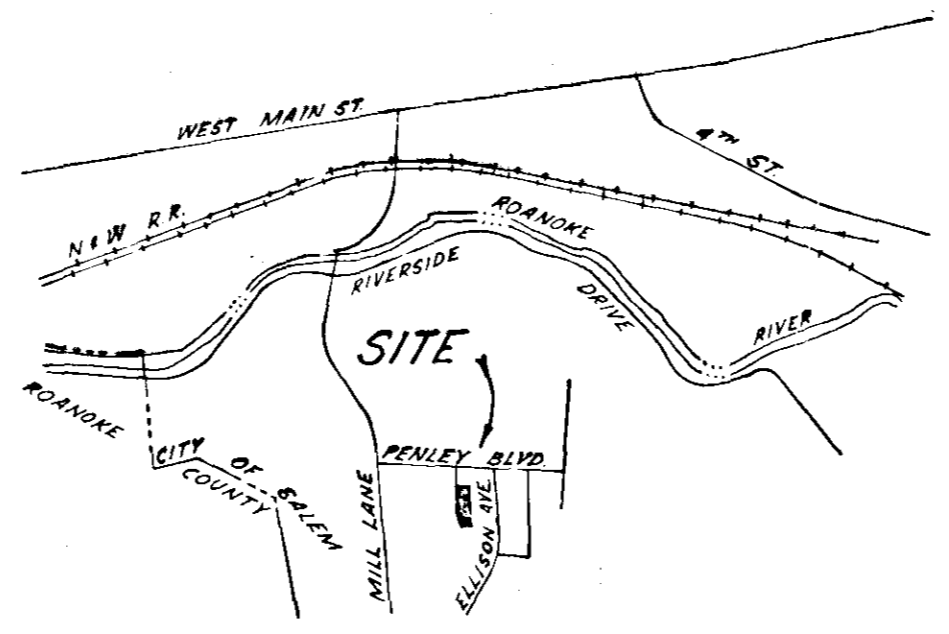 WEST MAIN ST.
4TH ST.
N & W R.R.
ROANOKE
RIVERSIDE
DRIVE
RIVER
SITE
ROANOKE
CITY OF SALEM
COUNTY
PENLEY BLVD.
MILL LANE
ELLISON AVE.